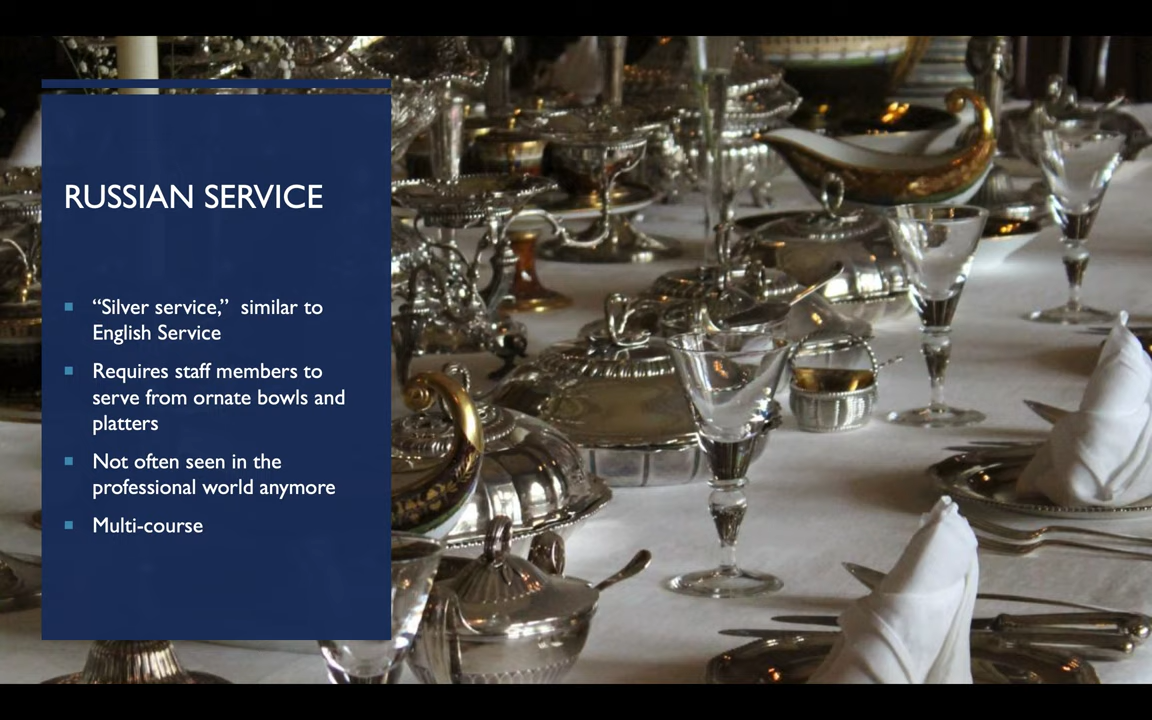 RUSSIAN SERVICE
“Silver service,” similar to
English Service
Requires staff members to
serve from ornate bowls and
platters
Not often seen in the
professional world anymore
Multi-course